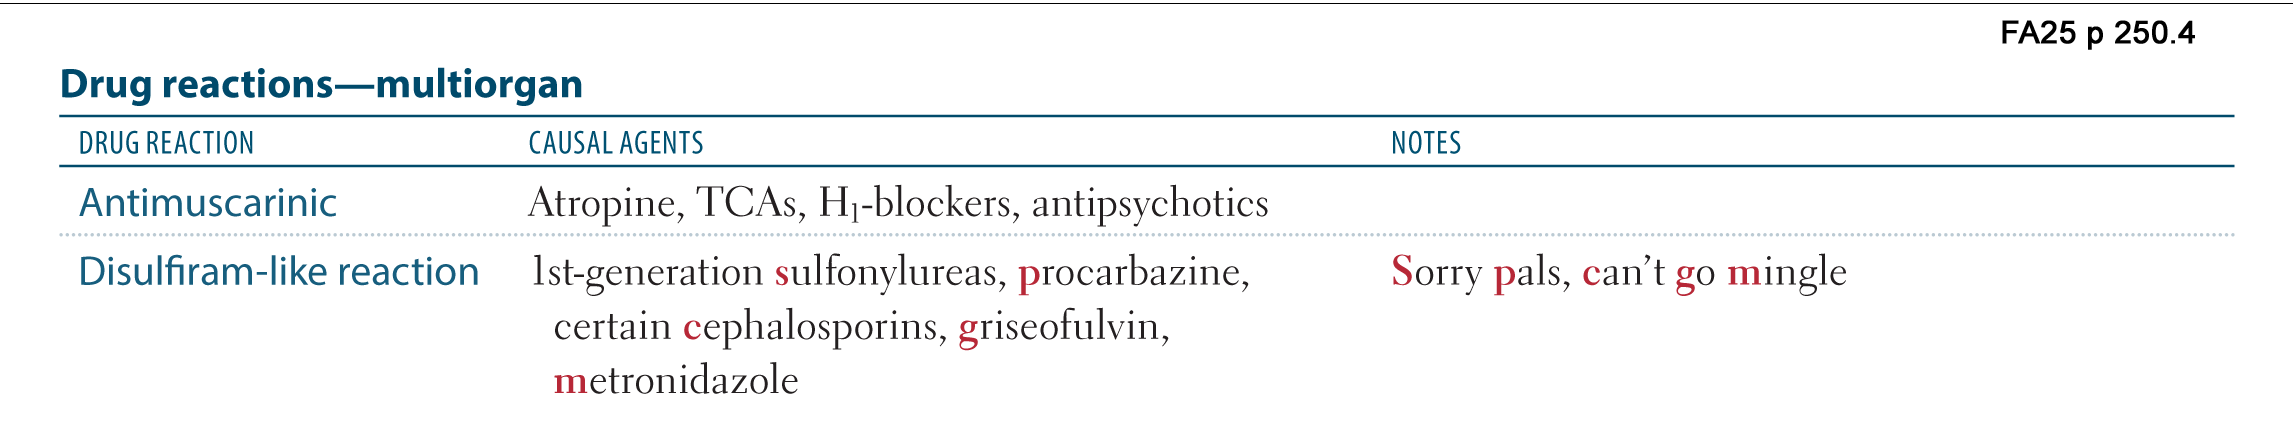 FA25 p 250.4
Drug reactions—multiorgan
DRUG REACTION CAUSAL AGENTS NOTES
Antimuscarinic Atropine, TCAs, H1-blockers, antipsychotics
Disulfiram-like reaction 1st-generation sulfonylureas, procarbazine, Sorry pals, can’t go mingle
certain cephalosporins, griseofulvin,
metronidazole